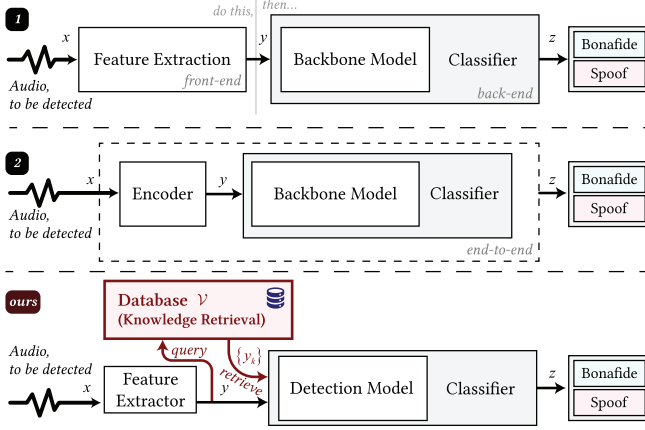 1
do this, then...
x
Feature Extraction
front-end
y
Backbone Model
Classifier
back-end
z
Bonafide
Spoof
Audio,
to be detected
2
x
Encoder
y
Backbone Model
Classifier
end-to-end
z
Bonafide
Spoof
Audio,
to be detected
ours
Database 𝒱
(Knowledge Retrieval)
query
{yₖ}
retrieve
Audio,
to be detected
x
Feature
Extractor
y
Detection Model
Classifier
z
Bonafide
Spoof